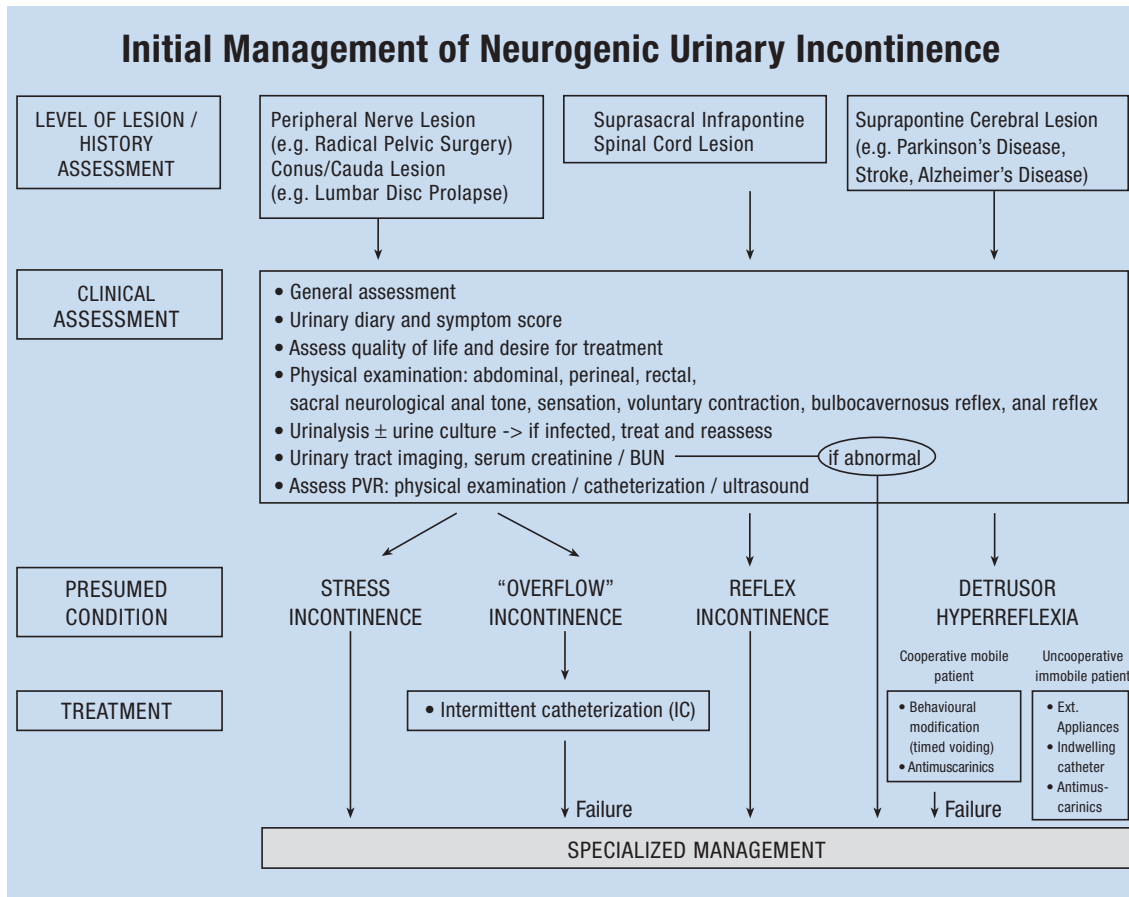 Initial Management of Neurogenic Urinary Incontinence
LEVEL OF LESION /
HISTORY
ASSESSMENT
Peripheral Nerve Lesion
(e.g. Radical Pelvic Surgery)
Conus/Cauda Lesion
(e.g. Lumbar Disc Prolapse)
Suprasacral Infrapontine
Spinal Cord Lesion
Suprapontine Cerebral Lesion
(e.g. Parkinson's Disease,
Stroke, Alzheimer's Disease)
CLINICAL
ASSESSMENT
• General assessment
• Urinary diary and symptom score
• Assess quality of life and desire for treatment
• Physical examination: abdominal, perineal, rectal,
sacral neurological anal tone, sensation, voluntary contraction, bulbocavernosus reflex, anal reflex
• Urinalysis ± urine culture -> if infected, treat and reassess
• Urinary tract imaging, serum creatinine / BUN
if abnormal
• Assess PVR: physical examination / catheterization / ultrasound
PRESUMED
CONDITION
STRESS
INCONTINENCE
“OVERFLOW”
INCONTINENCE
REFLEX
INCONTINENCE
DETRUSOR
HYPERREFLEXIA
Cooperative mobile
patient
Uncooperative
immobile patient
TREATMENT
• Intermittent catheterization (IC)
• Behavioural
modification
(timed voiding)
• Antimuscarinics
• Ext.
Appliances
• Indwelling
catheter
• Antimus-
carinics
Failure
Failure
SPECIALIZED MANAGEMENT